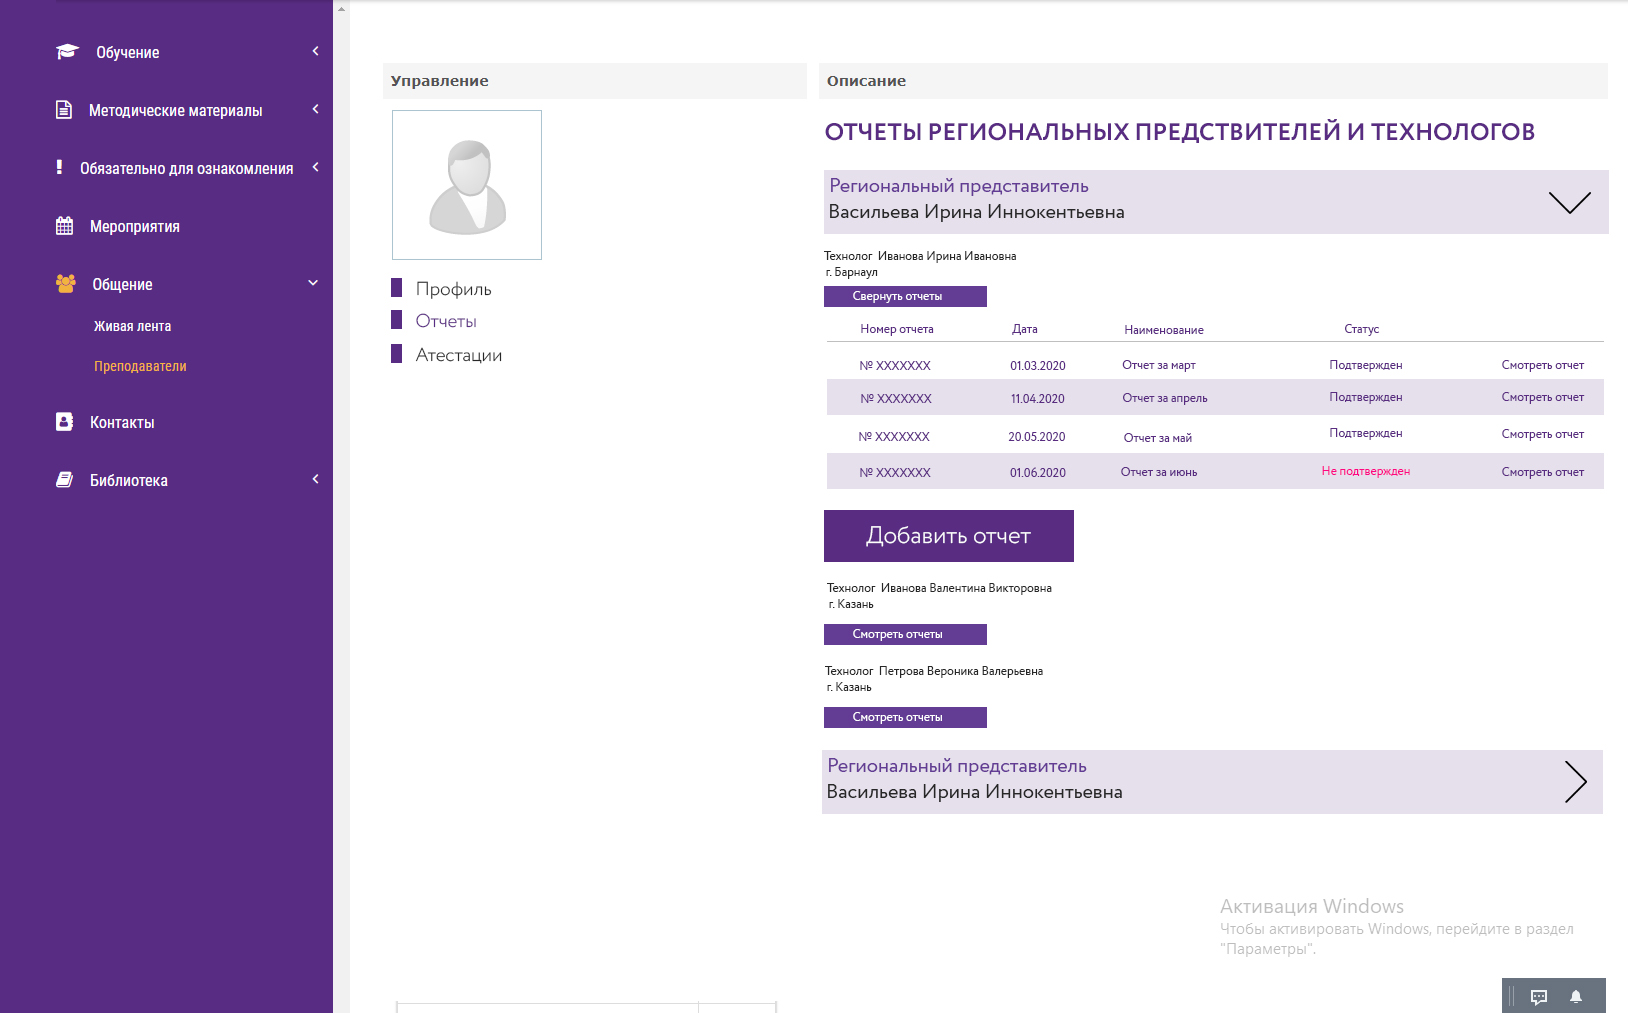 Обучение
Методические материалы
Обязательно для ознакомления
Мероприятия
Общение
Живая лента
Преподаватели
Контакты
Библиотека
Управление
Профиль
Отчеты
Атестации
Описание
ОТЧЕТЫ РЕГИОНАЛЬНЫХ ПРЕДСТВИТЕЛЕЙ И ТЕХНОЛОГОВ
Региональный представитель
Васильева Ирина Иннокентьевна
Технолог Иванова Ирина Ивановна
г. Барнаул
Свернуть отчеты
Номер отчета Дата Наименование Статус
№ XXXXXXX 01.03.2020 Отчет за март Подтвержден Смотреть отчет
№ XXXXXXX 11.04.2020 Отчет за апрель Подтвержден Смотреть отчет
№ XXXXXXX 20.05.2020 Отчет за май Подтвержден Смотреть отчет
№ XXXXXXX 01.06.2020 Отчет за июнь Не подтвержден Смотреть отчет
Добавить отчет
Технолог Иванова Валентина Викторовна
г. Казань
Смотреть отчеты
Технолог Петрова Вероника Валерьевна
г. Казань
Смотреть отчеты
Региональный представитель
Васильева Ирина Иннокентьевна
Активация Windows
Чтобы активировать Windows, перейдите в раздел
"Параметры".